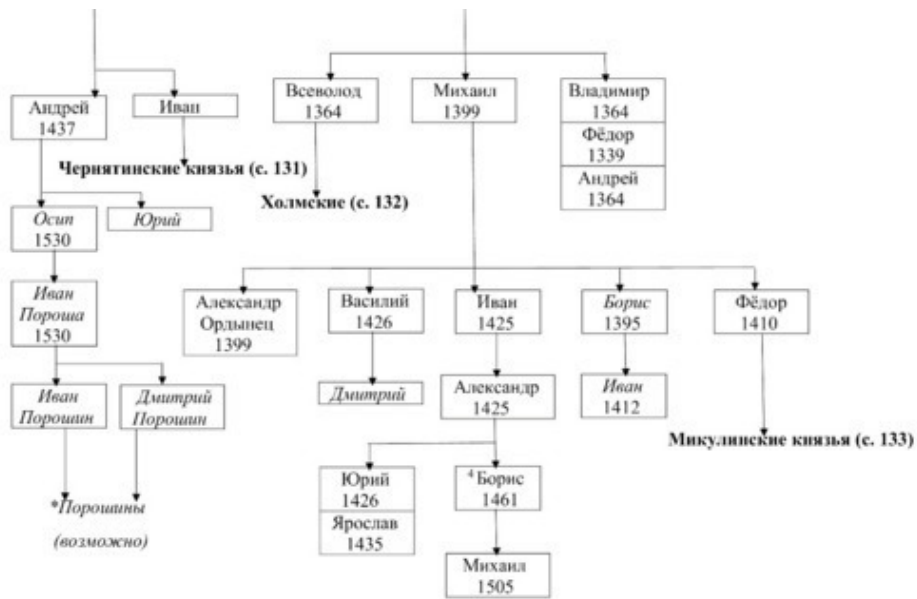 Андрей
1437
Иван
Чернятинские князья (с. 131)
Осип
1530
Юрий
Иван
Пороша
1530
Иван
Порошин
Дмитрий
Порошин
*Порошины
(возможно)
Всеволод
1364
Холмские (с. 132)
Михаил
1399
Владимир
1364
Фёдор
1339
Андрей
1364
Александр
Ордынец
1399
Василий
1426
Дмитрий
Иван
1425
Александр
1425
Борис
1395
Иван
1412
Фёдор
1410
Микулинские князья (с. 133)
Юрий
1426
Ярослав
1435
⁴Борис
1461
Михаил
1505